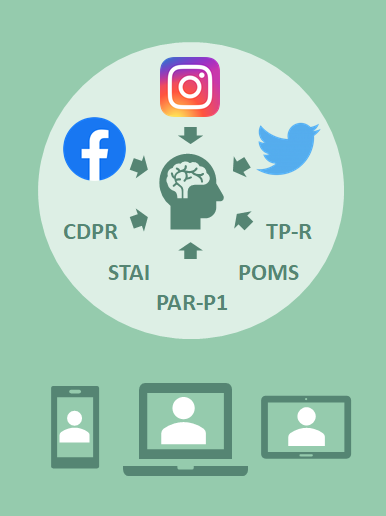 CDPR
TP-R
STAI
POMS
PAR-P1